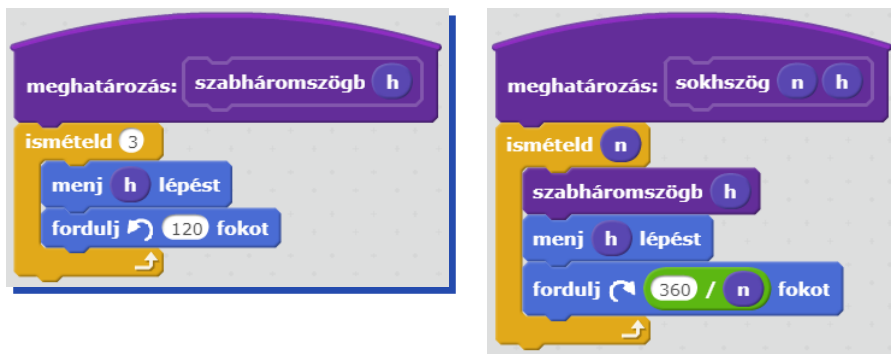 meghatározás: szabháromszögb h
ismételd 3
menj h lépést
fordulj 120 fokot
meghatározás: sokhszög n h
ismételd n
szabháromszögb h
menj h lépést
fordulj 360 / n fokot